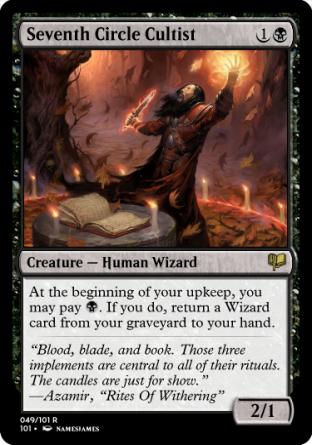 Seventh Circle Cultist 1
Creature — Human Wizard
At the beginning of your upkeep, you
may pay . If you do, return a Wizard
card from your graveyard to your hand.
“Blood, blade, and book. Those three
implements are central to all of their rituals.
The candles are just for show.”
—Azamir, “Rites Of Withering”
2/1
049/101 R
101 • NAMESJAMES